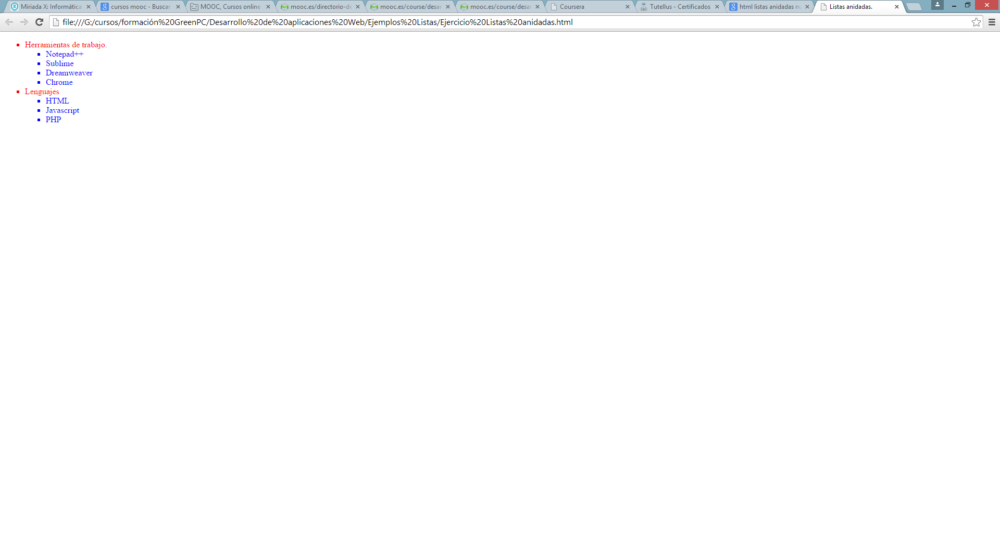 Miriada X: Informática
cursos mooc - Buscar
MOOC, Cursos online
mooc.es/directorio-de
mooc.es/course/desar
mooc.es/course/desar
Coursera
Tutellus - Certificados
html listas anidadas nu
Listas anidadas.
file:///G:/cursos/formación%20GreenPC/Desarrollo%20de%20aplicaciones%20Web/Ejemplos%20Listas/Ejercicio%20Listas%20anidadas.html
Herramientas de trabajo.
Notepad++
Sublime
Dreamweaver
Chrome
Lenguajes
HTML
Javascript
PHP